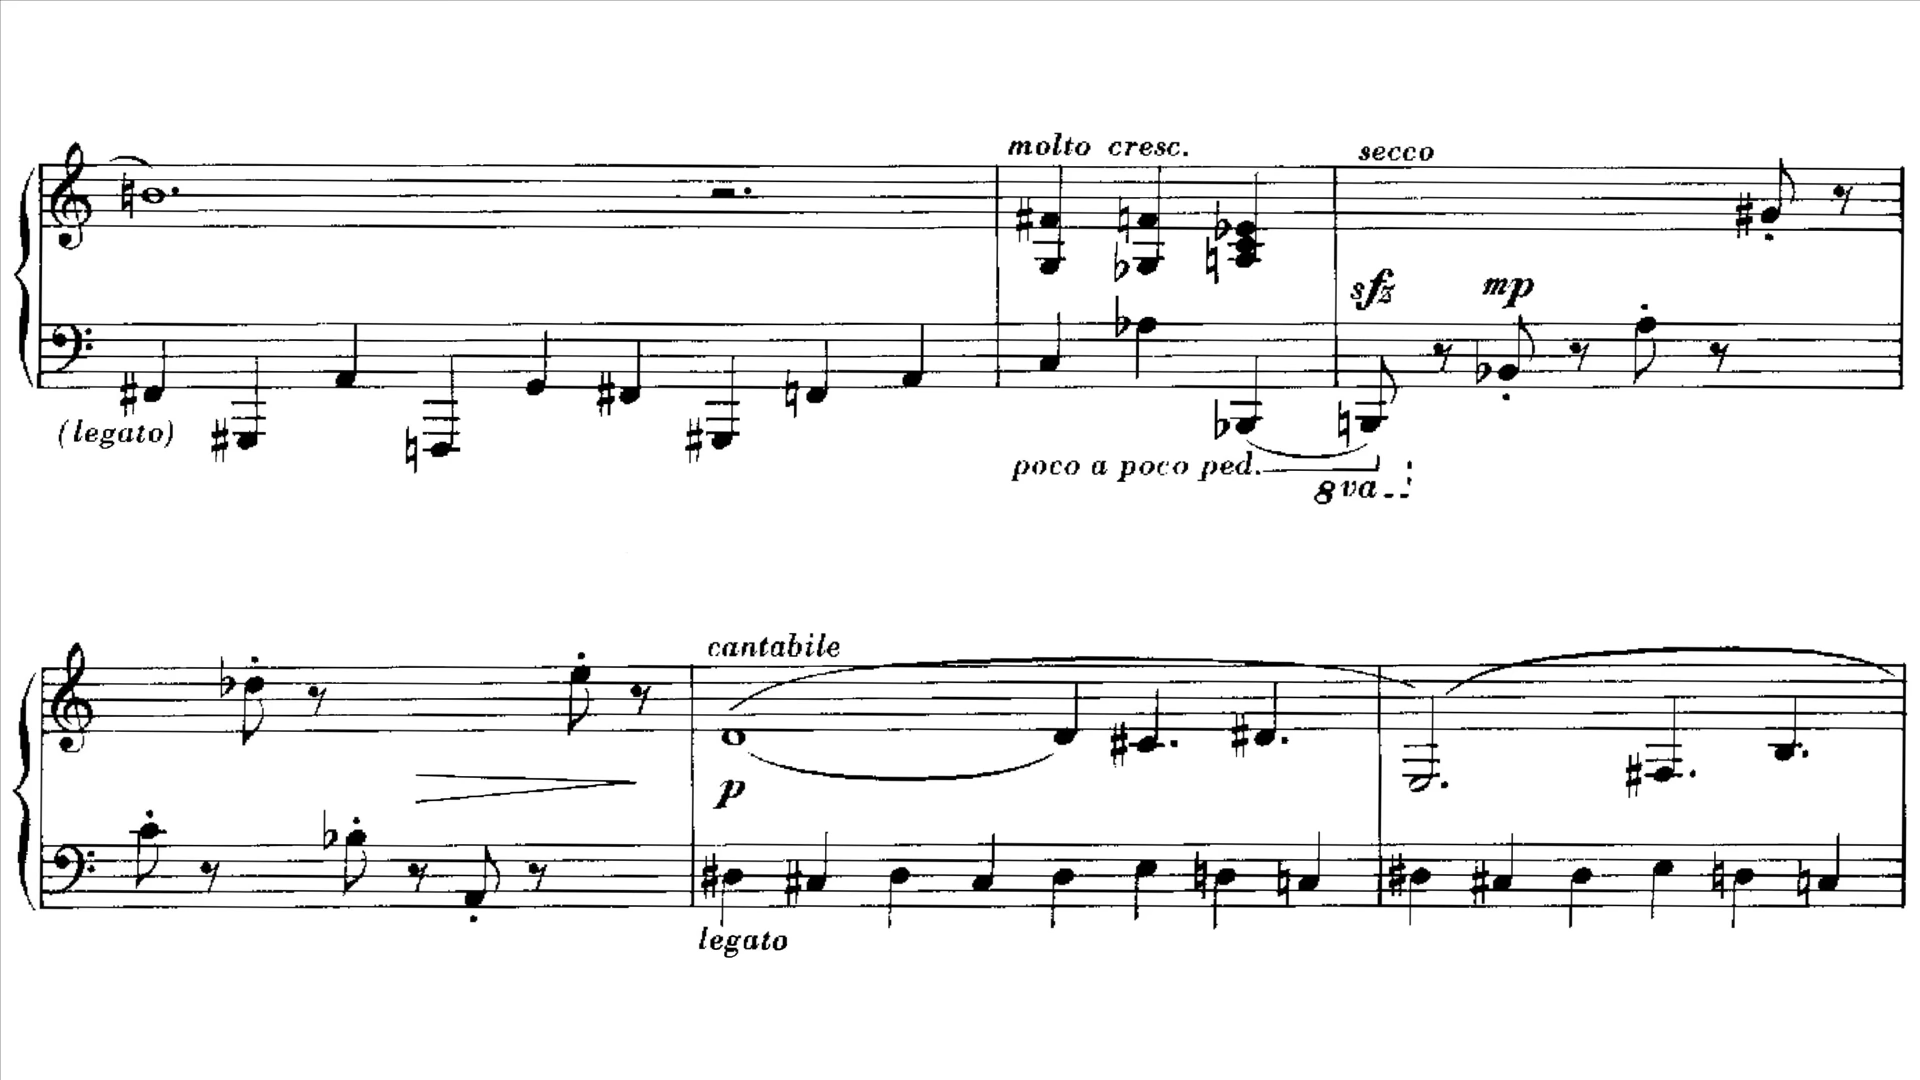 molto cresc. secco
sfz mp
(legato)
poco a poco ped.
8va
cantabile
p
legato